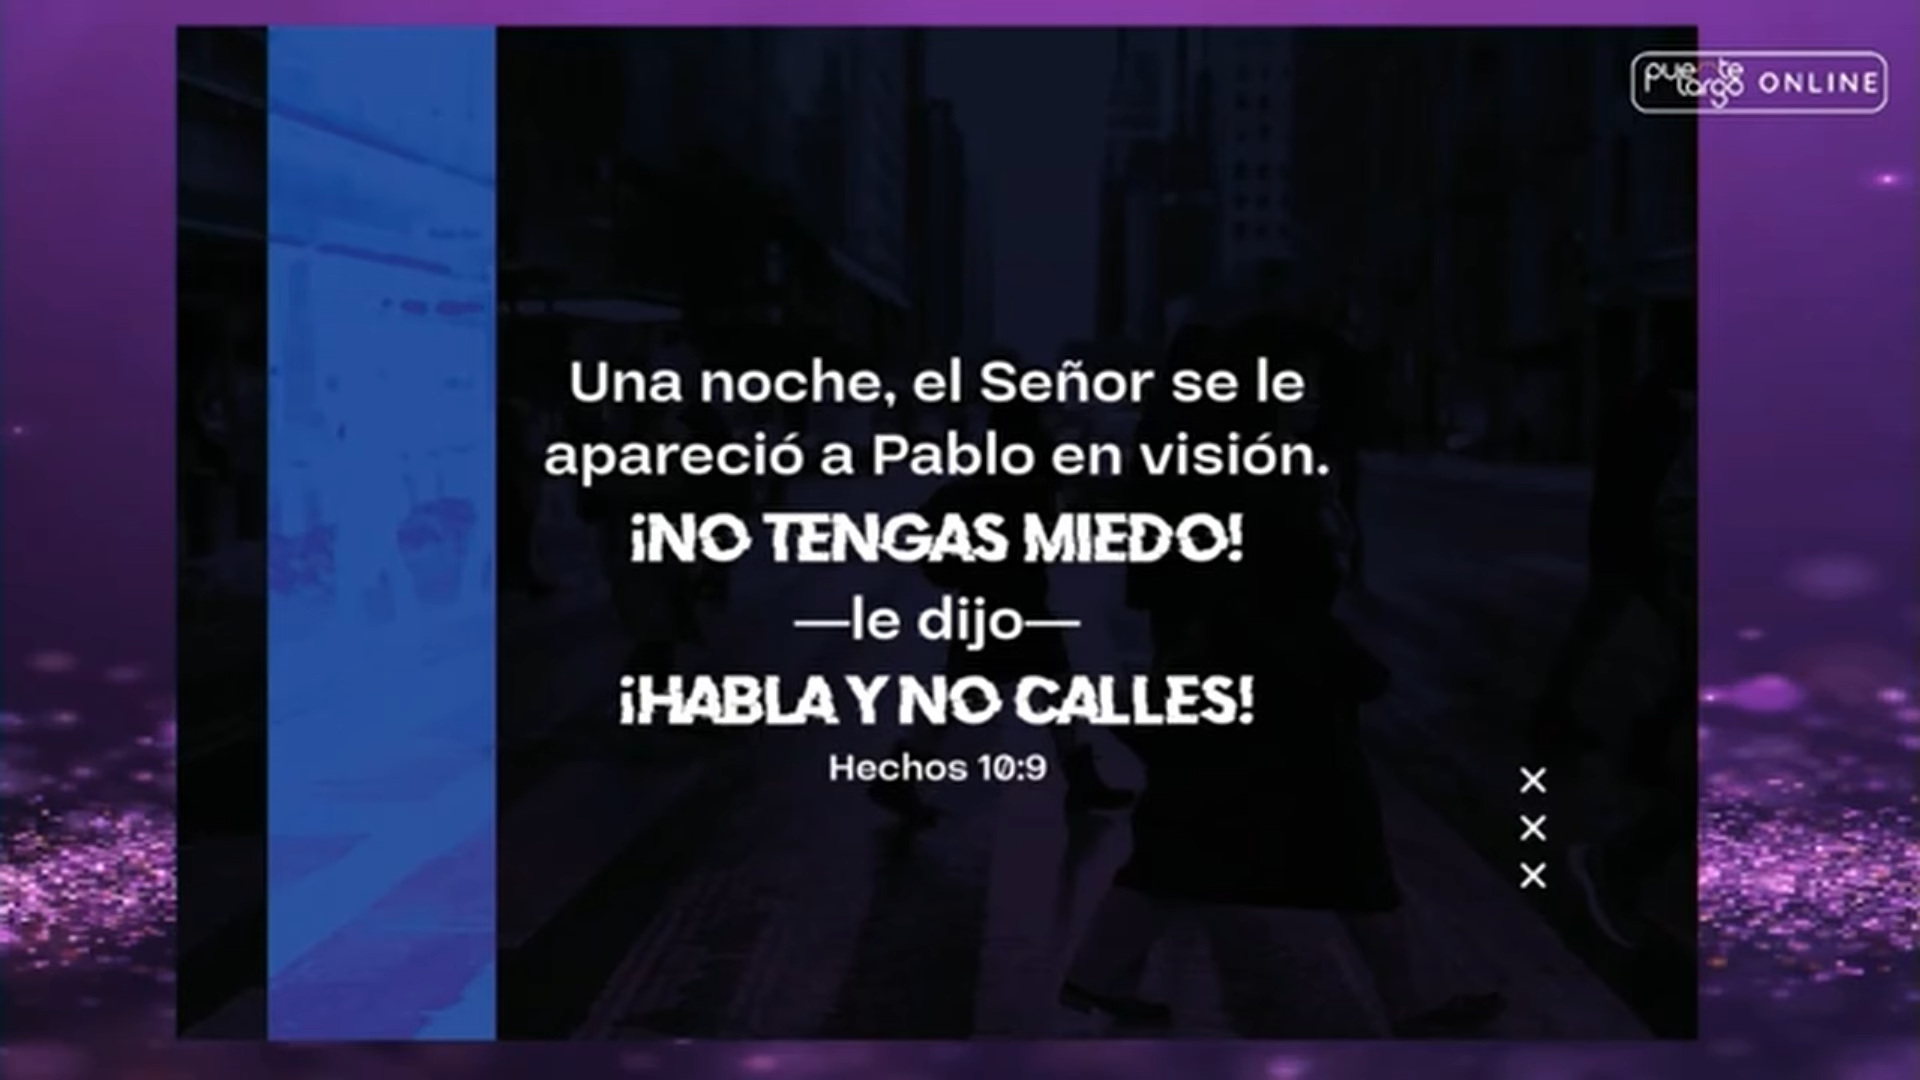 puente largo ONLINE
Una noche, el Señor se le
apareció a Pablo en visión.
¡NO TENGAS MIEDO!
—le dijo—
¡HABLA Y NO CALLES!
Hechos 10:9